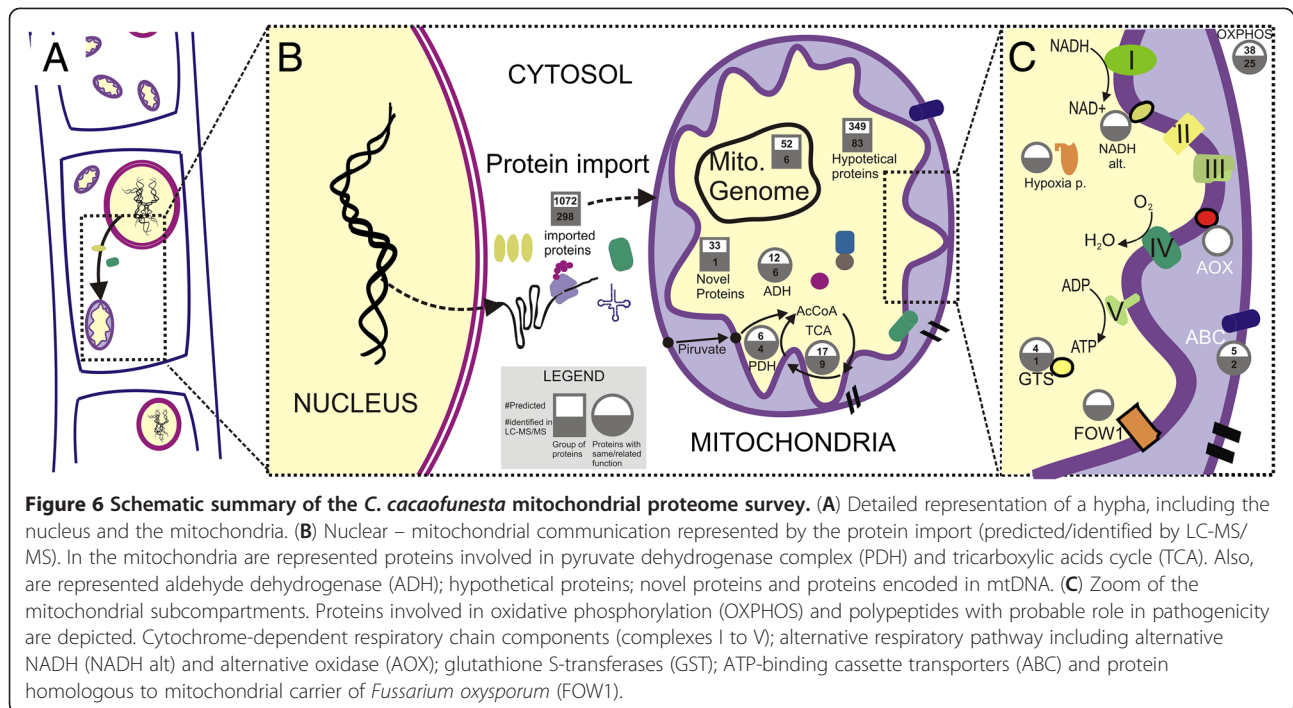 A
B
CYTOSOL
Protein import
1072
298
imported
proteins
NUCLEUS
LEGEND
#Predicted
#identified in
LC-MS/MS
Group of
proteins
Proteins with
same/related
function
Mito.
Genome
52
6
349
83
Hypotetical
proteins
33
1
Novel
Proteins
12
6
ADH
AcCoA
TCA
17
9
Piruvate
6
4
PDH
MITOCHONDRIA
C
OXPHOS
38
25
NADH
I
NAD+
NADH
alt.
II
III
Hypoxia p.
O2
H2O
IV
AOX
ADP
V
ATP
4
1
GTS
ABC
5
2
FOW1
Figure 6 Schematic summary of the C. cacaofunesta mitochondrial proteome survey. (A) Detailed representation of a hypha, including the
nucleus and the mitochondria. (B) Nuclear – mitochondrial communication represented by the protein import (predicted/identified by LC-MS/
MS). In the mitochondria are represented proteins involved in pyruvate dehydrogenase complex (PDH) and tricarboxylic acids cycle (TCA). Also,
are represented aldehyde dehydrogenase (ADH); hypothetical proteins; novel proteins and proteins encoded in mtDNA. (C) Zoom of the
mitochondrial subcompartments. Proteins involved in oxidative phosphorylation (OXPHOS) and polypeptides with probable role in pathogenicity
are depicted. Cytochrome-dependent respiratory chain components (complexes I to V); alternative respiratory pathway including alternative
NADH (NADH alt) and alternative oxidase (AOX); glutathione S-transferases (GST); ATP-binding cassette transporters (ABC) and protein
homologous to mitochondrial carrier of Fussarium oxysporum (FOW1).